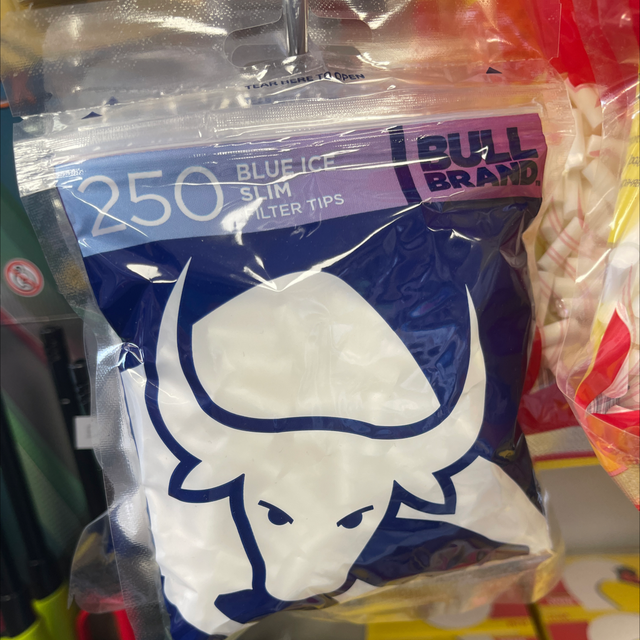 TEAR HERE TO OPEN
250
BLUE ICE
SLIM
FILTER TIPS
BULL
BRAND.